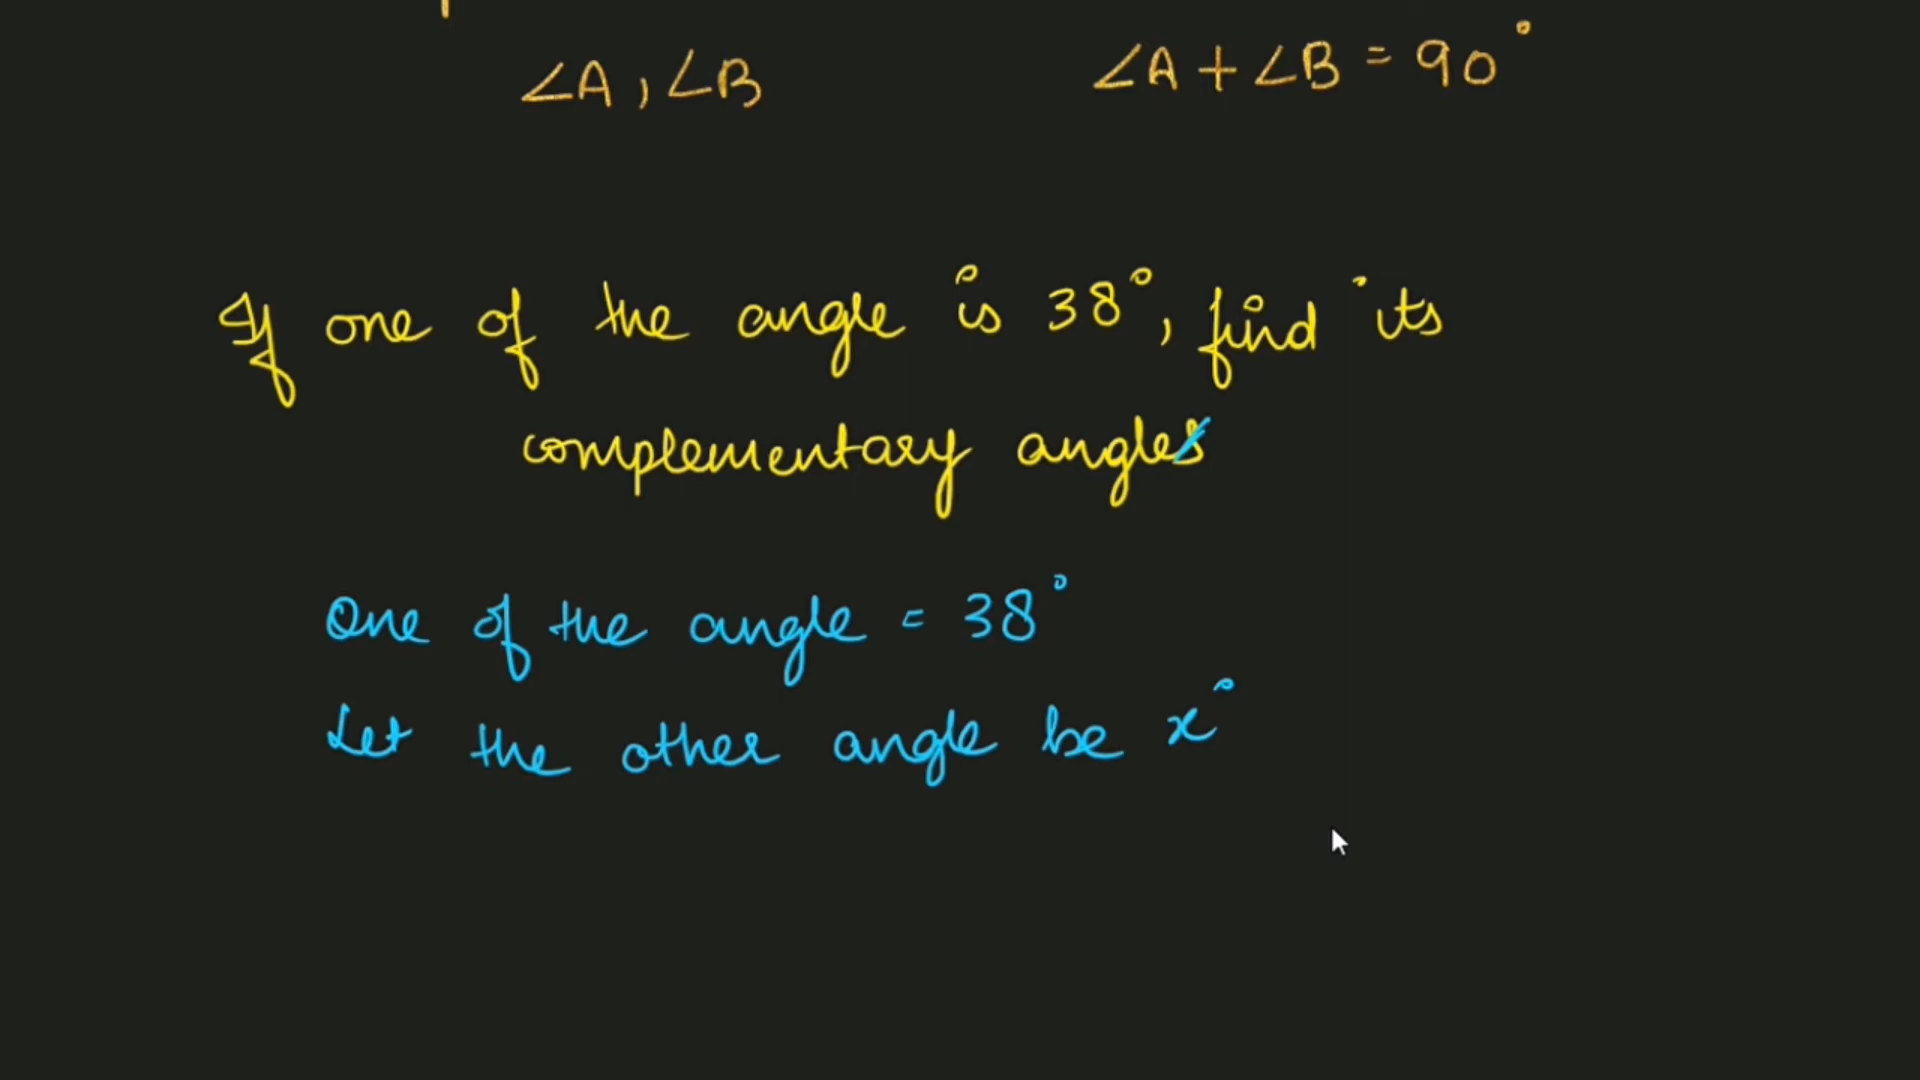 ∠A, ∠B
∠A + ∠B = 90°
If one of the angle is 38°, find its
complementary angle
One of the angle = 38°
Let the other angle be x°